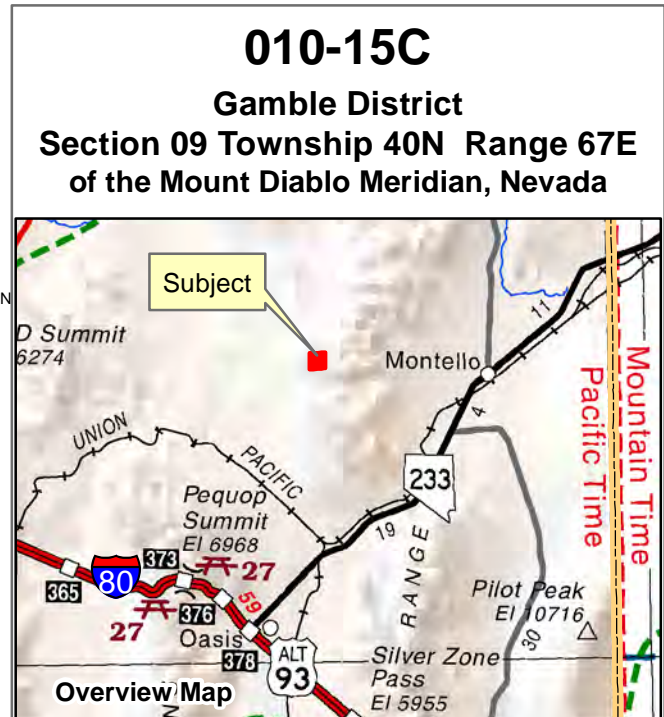 010-15C
Gamble District
Section 09 Township 40N Range 67E
of the Mount Diablo Meridian, Nevada
Subject
N
D Summit
6274
Montello
11
4
Mountain Time
Pacific Time
UNION
PACIFIC
233
19
RANGE
Pequop
Summit
El 6968
373
27
80
365
376
27
59
Oasis
378
ALT
93
Pilot Peak
El 10716
30
Silver Zone
Pass
El 5955
Overview Map